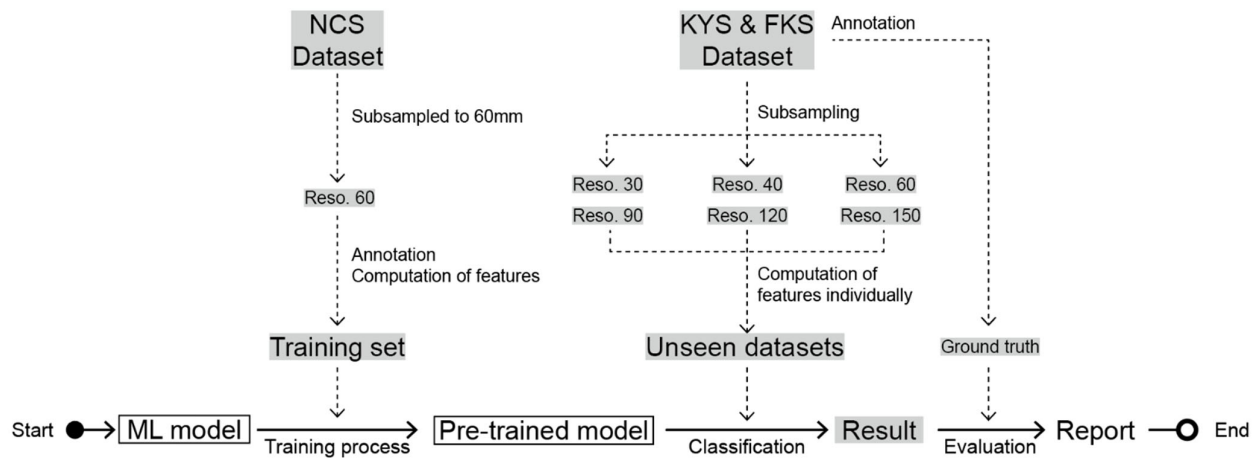 NCS
Dataset
KYS & FKS
Dataset
Annotation
Subsampled to 60mm
Subsampling
Reso. 60
Reso. 30
Reso. 40
Reso. 60
Reso. 90
Reso. 120
Reso. 150
Annotation
Computation of features
Computation of
features individually
Training set
Unseen datasets
Ground truth
Start
ML model
Training process
Pre-trained model
Classification
Result
Evaluation
Report
End